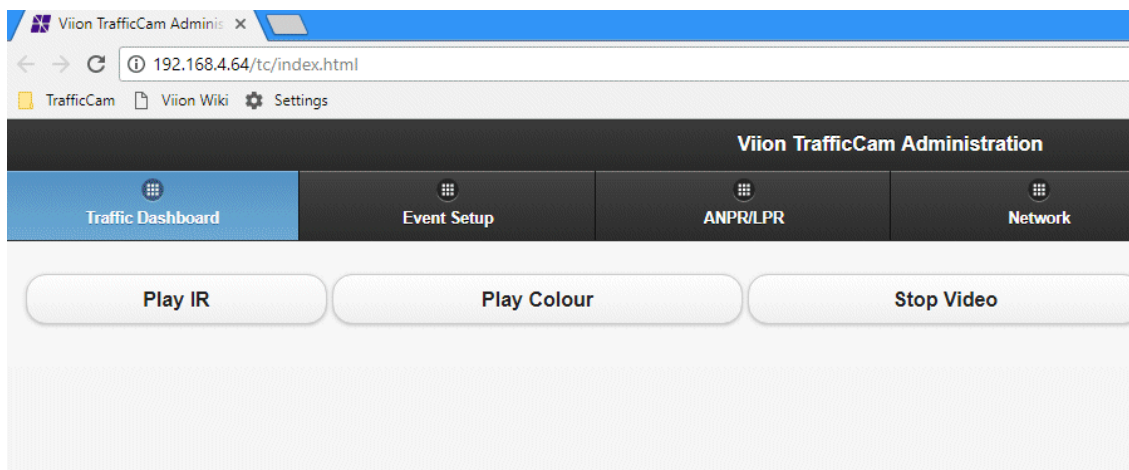 Viion TrafficCam Adminis
192.168.4.64/tc/index.html
TrafficCam Viion Wiki Settings
Viion TrafficCam Administration
Traffic Dashboard Event Setup ANPR/LPR Network
Play IR Play Colour Stop Video